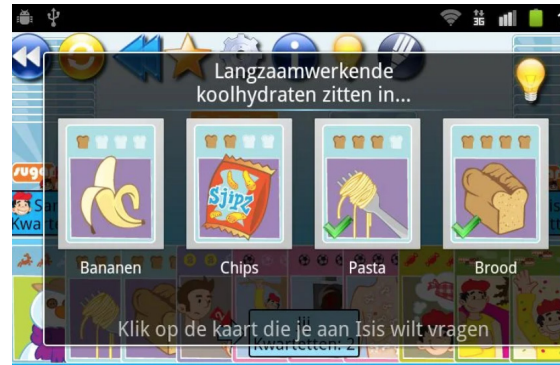 3G
Langzaamwerkende
koolhydraten zitten in...
Sjipz
Bananen
Chips
Pasta
Brood
Klik op de kaart die je aan Isis wilt vragen
Kwartetten: 2